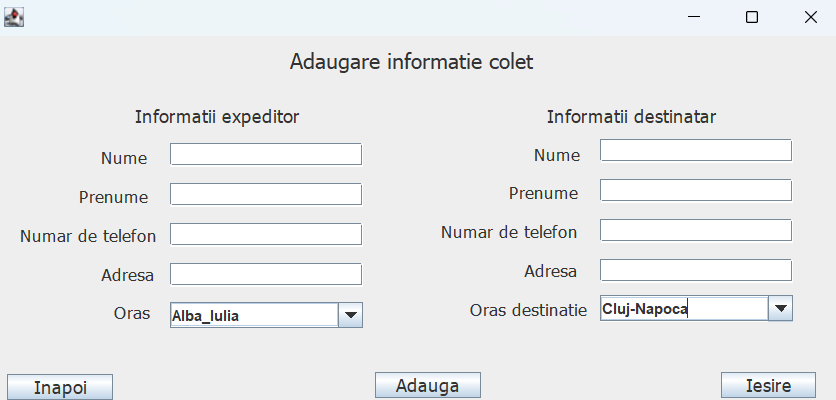 Adaugare informatie colet
Informatii expeditor
Nume
Prenume
Numar de telefon
Adresa
Oras Alba_Iulia
Informatii destinatar
Nume
Prenume
Numar de telefon
Adresa
Oras destinatie Cluj-Napoca
Inapoi Adauga Iesire